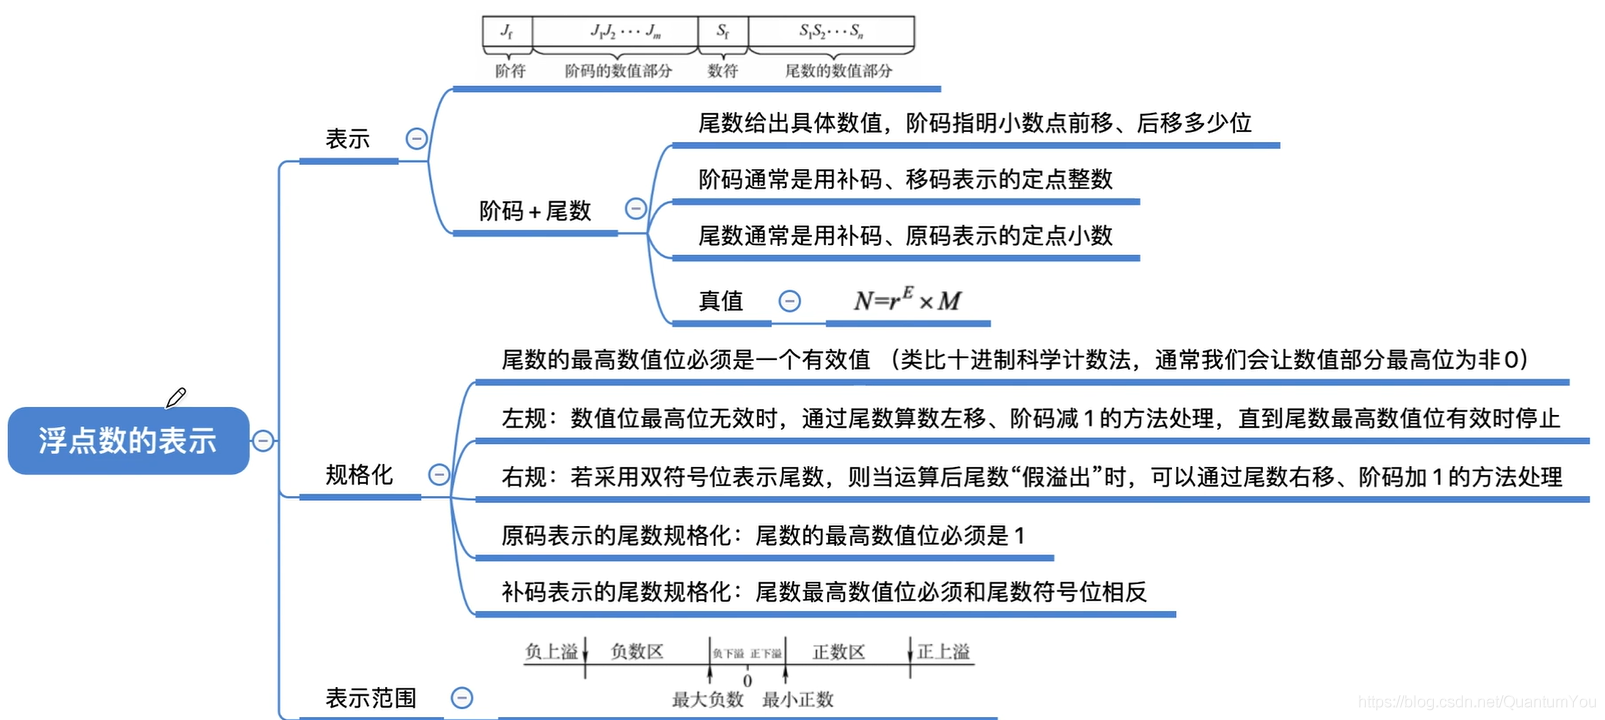 J_f J_1J_2 ⋯ J_m S_f S_1S_2 ⋯ S_n
阶符 阶码的数值部分 数符 尾数的数值部分
表示
尾数给出具体数值，阶码指明小数点前移、后移多少位
阶码通常是用补码、移码表示的定点整数
阶码+尾数
尾数通常是用补码、原码表示的定点小数
真值
N=r^E×M
浮点数的表示
尾数的最高数值位必须是一个有效值 （类比十进制科学计数法，通常我们会让数值部分最高位为非0）
左规：数值位最高位无效时，通过尾数算数左移、阶码减1的方法处理，直到尾数最高数值位有效时停止
规格化
右规：若采用双符号位表示尾数，则当运算后尾数“假溢出”时，可以通过尾数右移、阶码加1的方法处理
原码表示的尾数规格化：尾数的最高数值位必须是1
补码表示的尾数规格化：尾数最高数值位必须和尾数符号位相反
负上溢 负数区 负下溢 正下溢 正数区 正上溢
0
表示范围
最大负数 最小正数
https://blog.csdn.net/QuantumYou